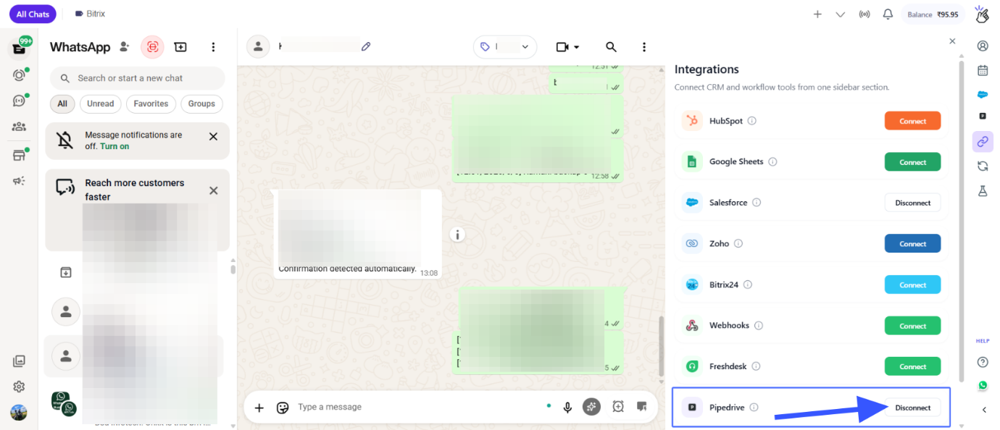 All Chats
Bitrix
Balance ₹95.95
99+
WhatsApp
Search or start a new chat
All
Unread
Favorites
Groups
Message notifications are
off. Turn on
Reach more customers
faster
12:51
t
12:58
Confirmation detected automatically.
13:08
4
[
[
[
5
Type a message
Integrations
Connect CRM and workflow tools from one sidebar section.
HubSpot
Connect
Google Sheets
Connect
Salesforce
Disconnect
Zoho
Connect
24
Bitrix24
Connect
Webhooks
Connect
Freshdesk
Connect
P
Pipedrive
Disconnect
P
HELP